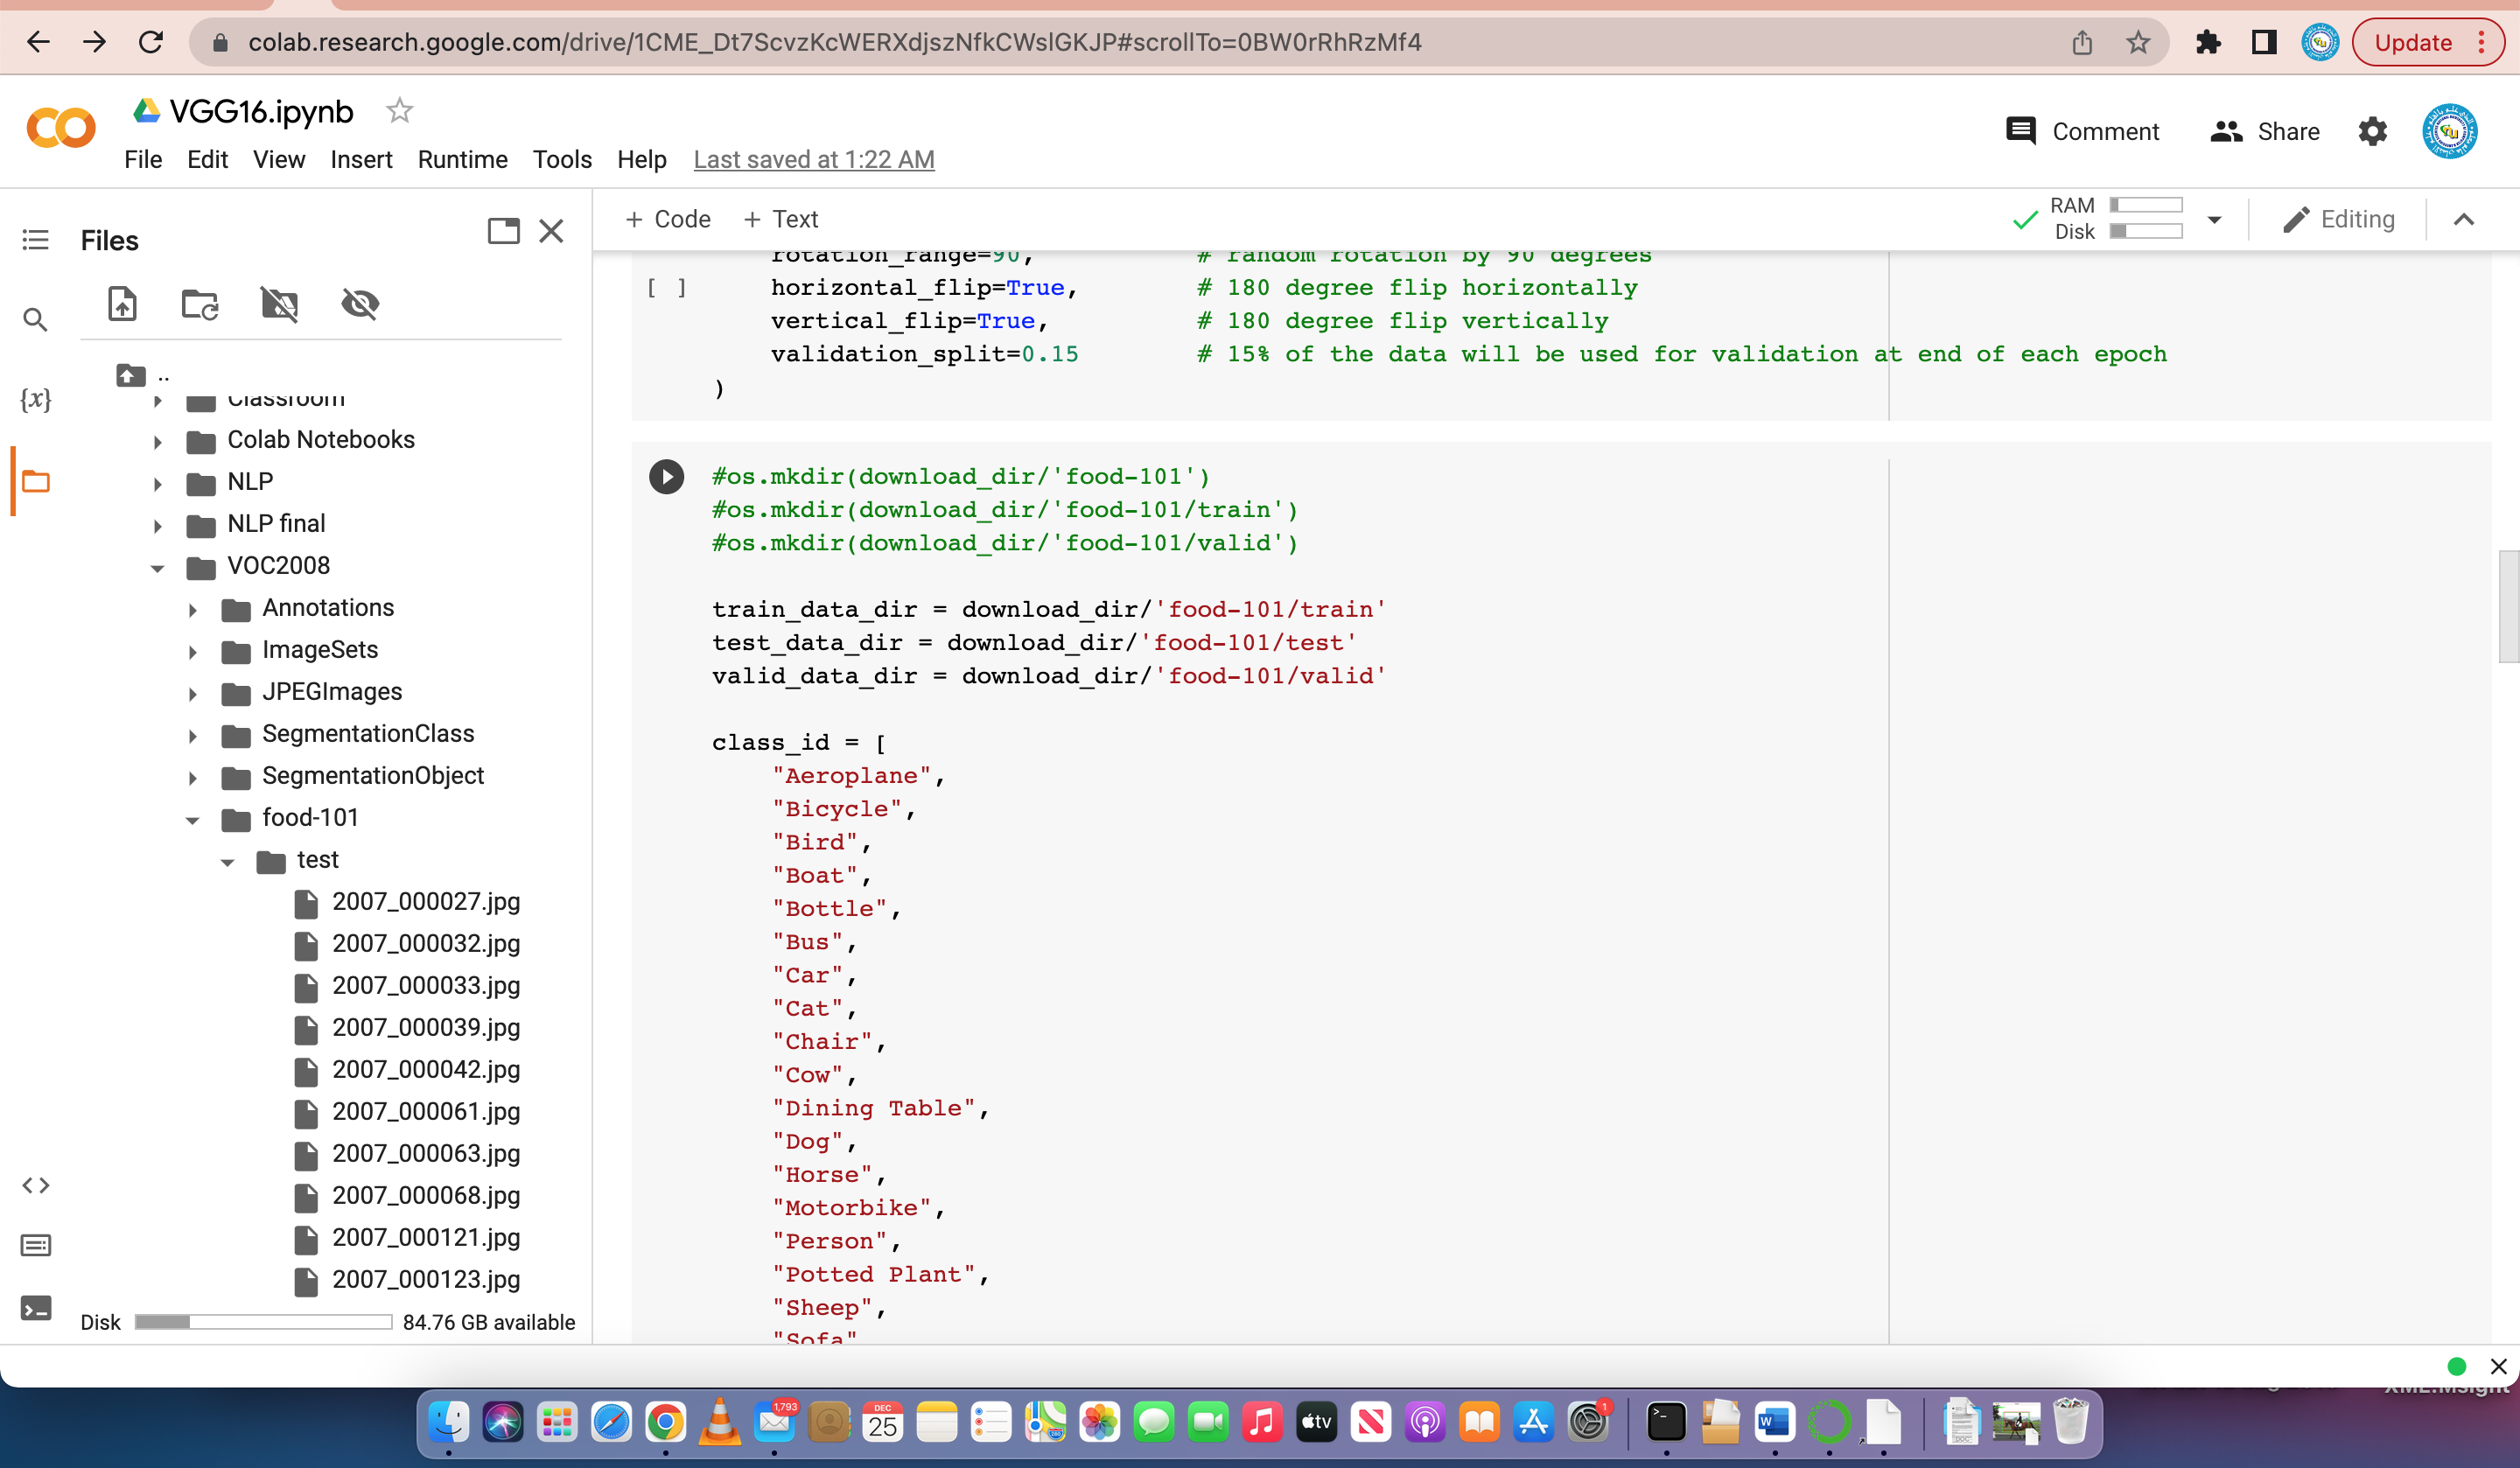 colab.research.google.com/drive/1CME_Dt7ScvzKcWERXdjszNfkCWslGKJP#scrollTo=0BW0rRhRzMf4
Update
VGG16.ipynb
File Edit View Insert Runtime Tools Help Last saved at 1:22 AM
Comment
Share
Files
+ Code + Text
RAM
Disk
Editing
{x}
..
Classroom
Colab Notebooks
NLP
NLP final
VOC2008
Annotations
ImageSets
JPEGImages
SegmentationClass
SegmentationObject
food-101
test
2007_000027.jpg
2007_000032.jpg
2007_000033.jpg
2007_000039.jpg
2007_000042.jpg
2007_000061.jpg
2007_000063.jpg
2007_000068.jpg
2007_000121.jpg
2007_000123.jpg
Disk 84.76 GB available
rotation_range=90, # random rotation by 90 degrees
[ ] horizontal_flip=True, # 180 degree flip horizontally
vertical_flip=True, # 180 degree flip vertically
validation_split=0.15 # 15% of the data will be used for validation at end of each epoch
)
#os.mkdir(download_dir/'food-101')
#os.mkdir(download_dir/'food-101/train')
#os.mkdir(download_dir/'food-101/valid')
train_data_dir = download_dir/'food-101/train'
test_data_dir = download_dir/'food-101/test'
valid_data_dir = download_dir/'food-101/valid'
class_id = [
"Aeroplane",
"Bicycle",
"Bird",
"Boat",
"Bottle",
"Bus",
"Car",
"Cat",
"Chair",
"Cow",
"Dining Table",
"Dog",
"Horse",
"Motorbike",
"Person",
"Potted Plant",
"Sheep",
"Sofa"
1,793
DEC
25
tv
1
W